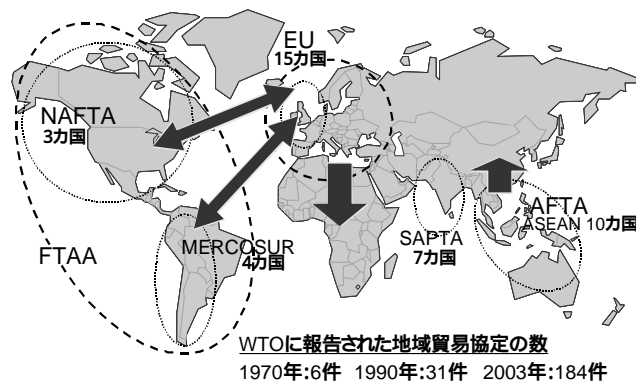 EU
15カ国
NAFTA
3カ国
AFTA
ASEAN 10カ国
SAPTA
7カ国
MERCOSUR
4カ国
FTAA
WTOに報告された地域貿易協定の数
1970年:6件 1990年:31件 2003年:184件